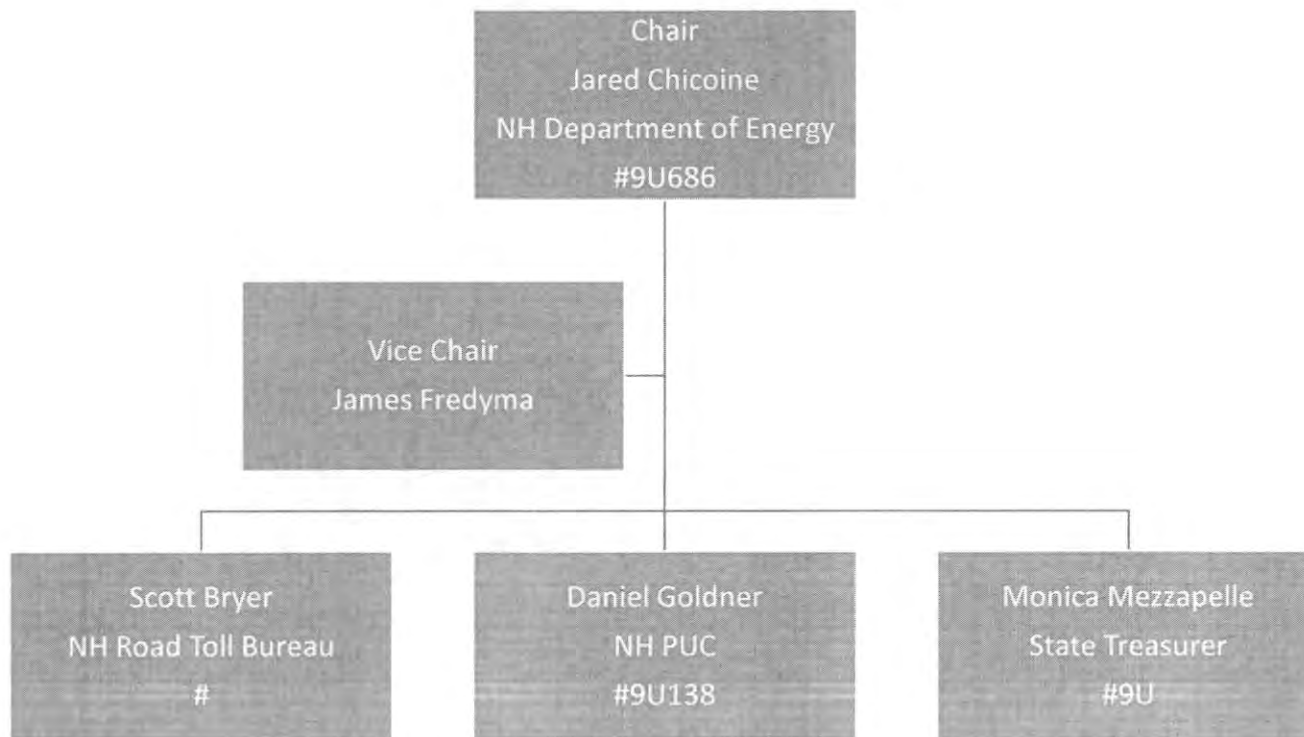 Chair
Jared Chicoine
NH Department of Energy
#9U686
Vice Chair
James Fredyma
Scott Bryer
NH Road Toll Bureau
#
Daniel Goldner
NH PUC
#9U138
Monica Mezzapelle
State Treasurer
#9U